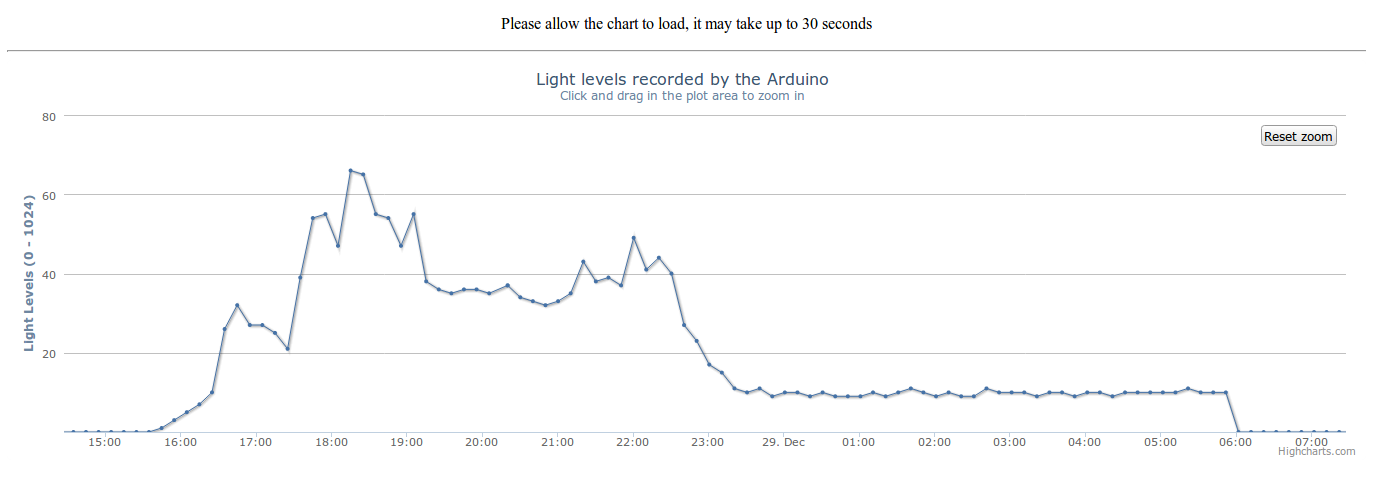 Please allow the chart to load, it may take up to 30 seconds
Light levels recorded by the Arduino
Click and drag in the plot area to zoom in
Reset zoom
Light Levels (0 - 1024)
80
60
40
20
15:00 16:00 17:00 18:00 19:00 20:00 21:00 22:00 23:00 29. Dec 01:00 02:00 03:00 04:00 05:00 06:00 07:00
Highcharts.com